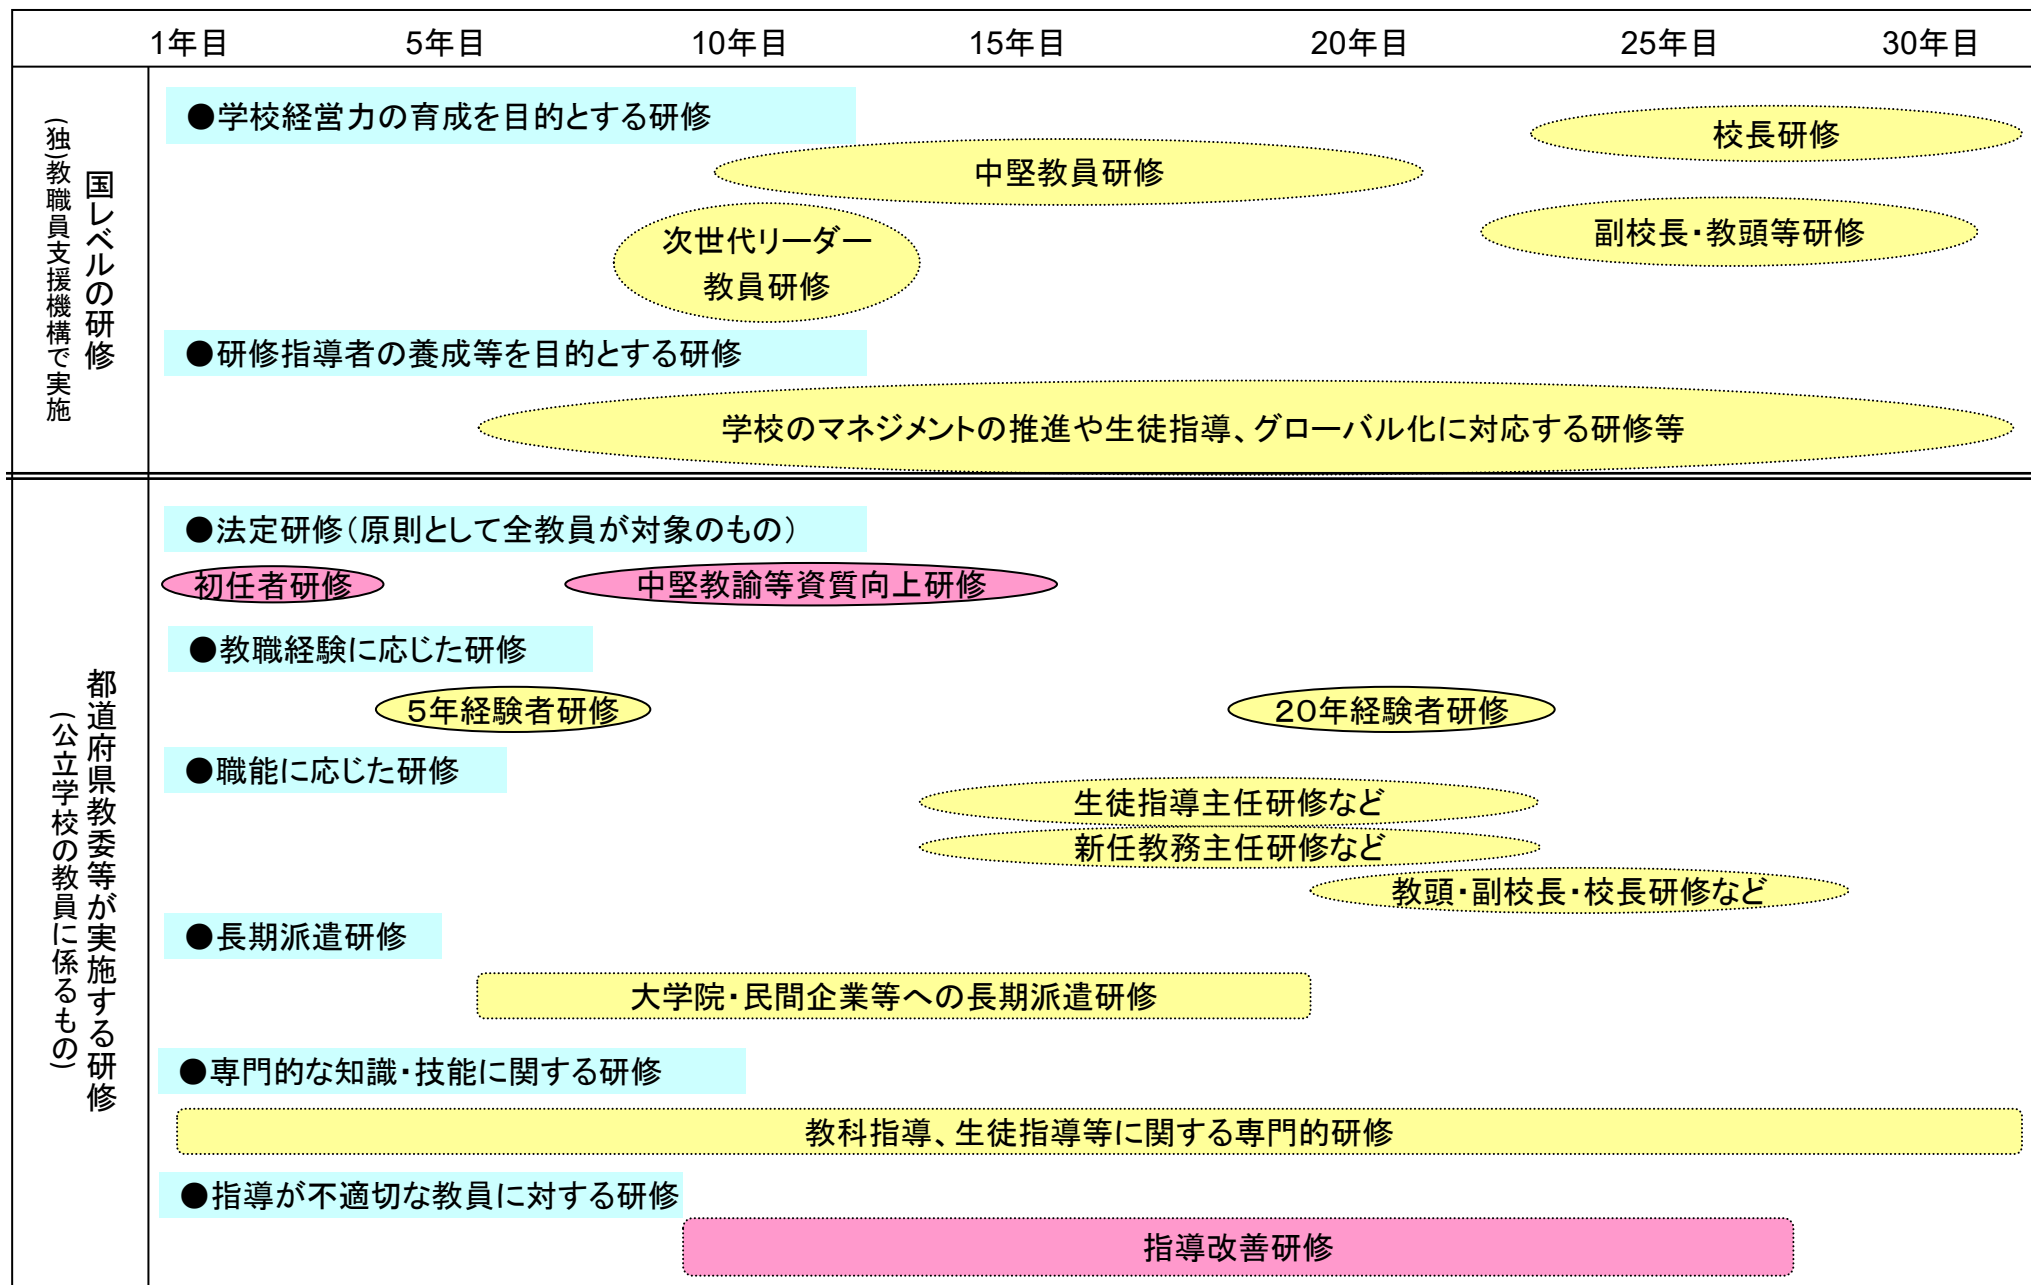 1年目 5年目 10年目 15年目 20年目 25年目 30年目
国レベルの研修
(独)教職員支援機構で実施
●学校経営力の育成を目的とする研修
校長研修
中堅教員研修
副校長・教頭等研修
次世代リーダー
教員研修
●研修指導者の養成等を目的とする研修
学校のマネジメントの推進や生徒指導、グローバル化に対応する研修等
都道府県教委等が実施する研修
(公立学校の教員に係るもの)
●法定研修(原則として全教員が対象のもの)
初任者研修 中堅教諭等資質向上研修
●教職経験に応じた研修
5年経験者研修 20年経験者研修
●職能に応じた研修
生徒指導主任研修など
新任教務主任研修など
教頭・副校長・校長研修など
●長期派遣研修
大学院・民間企業等への長期派遣研修
●専門的な知識・技能に関する研修
教科指導、生徒指導等に関する専門的研修
●指導が不適切な教員に対する研修
指導改善研修